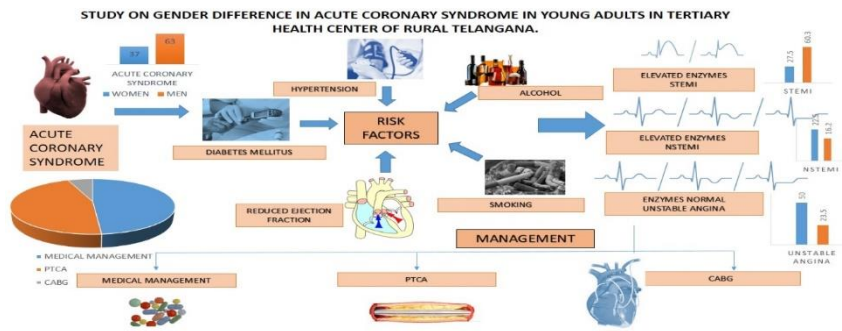 STUDY ON GENDER DIFFERENCE IN ACUTE CORONARY SYNDROME IN YOUNG ADULTS IN TERTIARY
HEALTH CENTER OF RURAL TELANGANA.
37
63
ACUTE CORONARY
SYNDROME
WOMEN MEN
ACUTE
CORONARY
SYNDROME
DIABETES MELLITUS
HYPERTENSION
RISK
FACTORS
ALCOHOL
SMOKING
REDUCED EJECTION
FRACTION
ELEVATED ENZYMES
STEMI
27.5
60.3
STEMI
ELEVATED ENZYMES
NSTEMI
22.5
16.2
NSTEMI
ENZYMES NORMAL
UNSTABLE ANGINA
50
23.5
UNSTABLE
ANGINA
MEDICAL MANAGEMENT
PTCA
CABG
MANAGEMENT
MEDICAL MANAGEMENT
PTCA
CABG